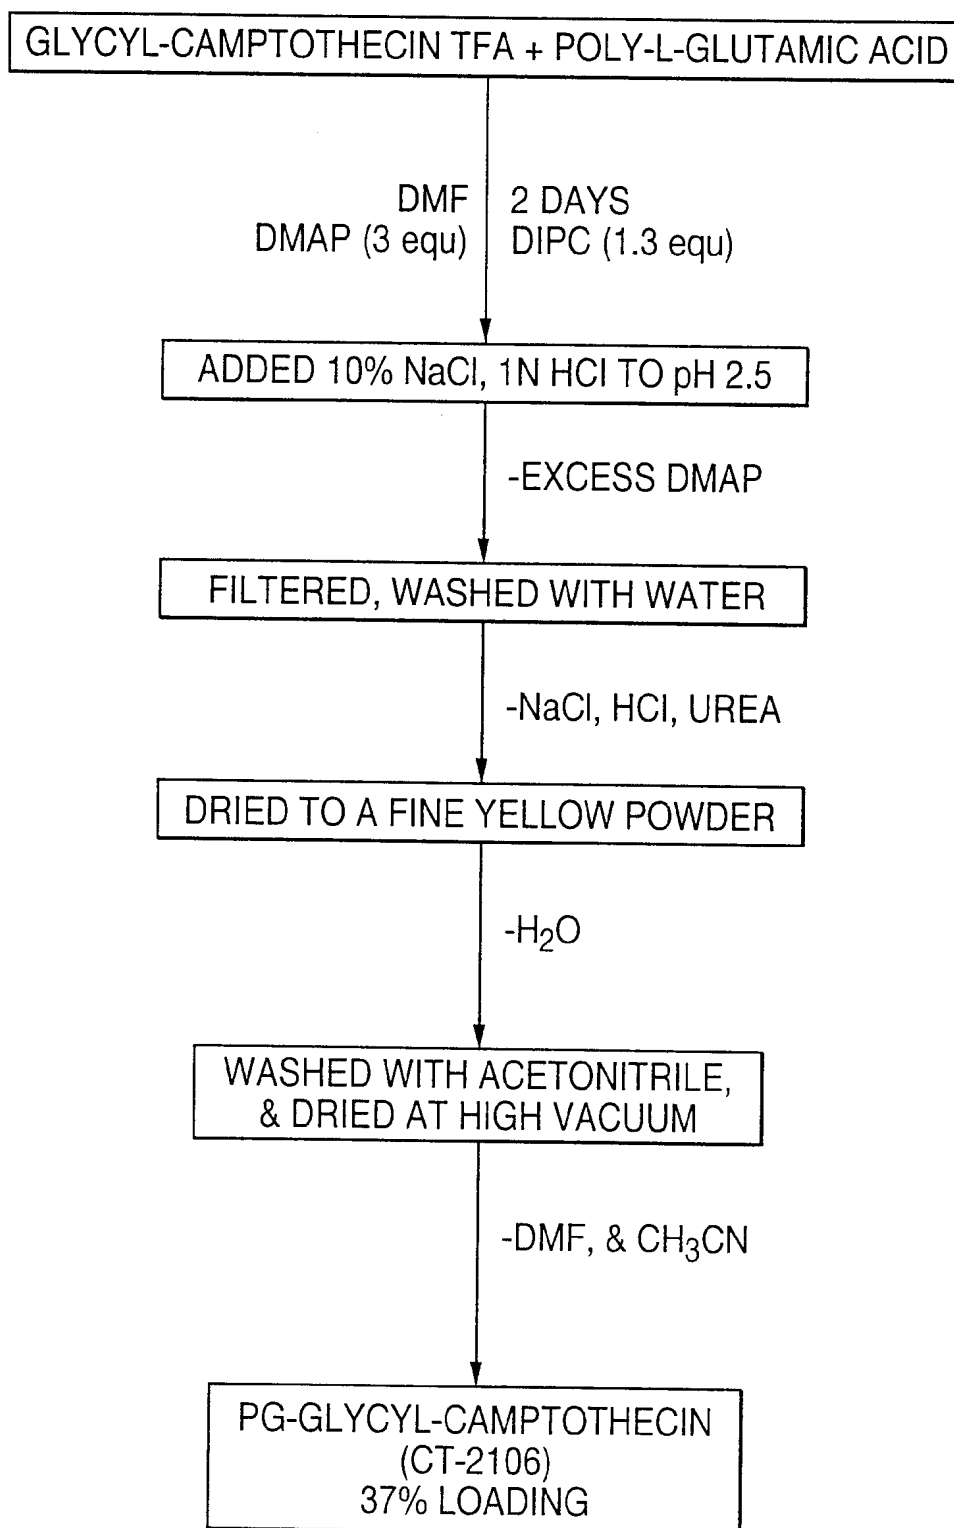 GLYCYL-CAMPTOTHECIN TFA + POLY-L-GLUTAMIC ACID
DMF 2 DAYS
DMAP (3 equ) DIPC (1.3 equ)
ADDED 10% NaCl, 1N HCl TO pH 2.5
-EXCESS DMAP
FILTERED, WASHED WITH WATER
-NaCl, HCl, UREA
DRIED TO A FINE YELLOW POWDER
-H₂O
WASHED WITH ACETONITRILE,
& DRIED AT HIGH VACUUM
-DMF, & CH₃CN
PG-GLYCYL-CAMPTOTHECIN
(CT-2106)
37% LOADING